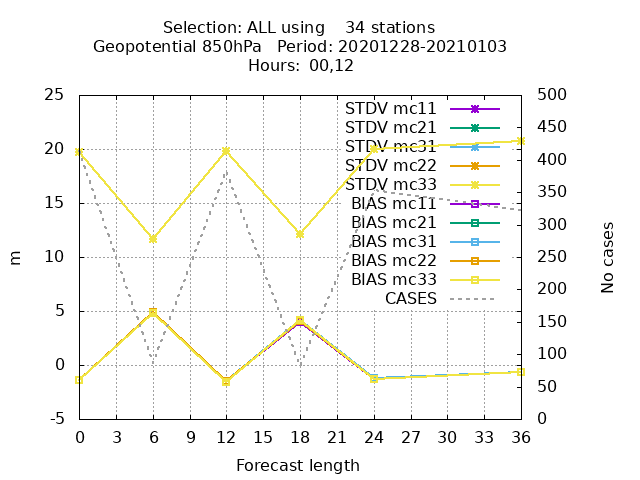 Selection: ALL using    34 stations
Geopotential 850hPa   Period: 20201228-20210103
Hours:  00,12
25
20
15
10
5
0
-5
m
500
450
400
350
300
250
200
150
100
50
0
No cases
STDV mc11
STDV mc21
STDV mc31
STDV mc22
STDV mc33
BIAS mc11
BIAS mc21
BIAS mc31
BIAS mc22
BIAS mc33
CASES
0 3 6 9 12 15 18 21 24 27 30 33 36
Forecast length